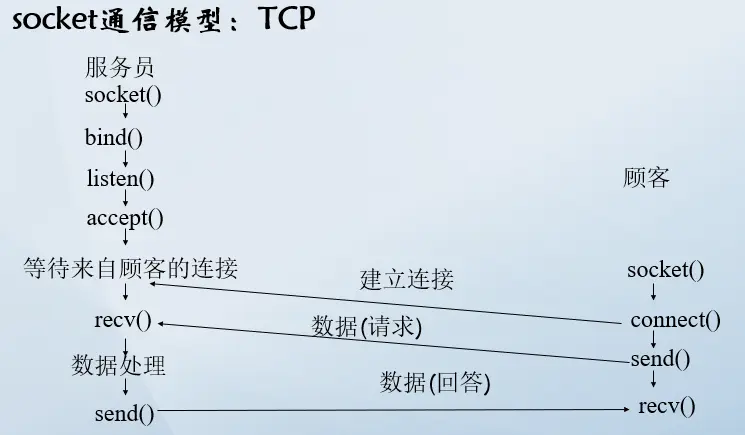 socket通信模型：TCP
服务员
socket()
bind()
listen()
accept()
等待来自顾客的连接
recv()
数据处理
send()
建立连接
数据(请求)
数据(回答)
顾客
socket()
connect()
send()
recv()